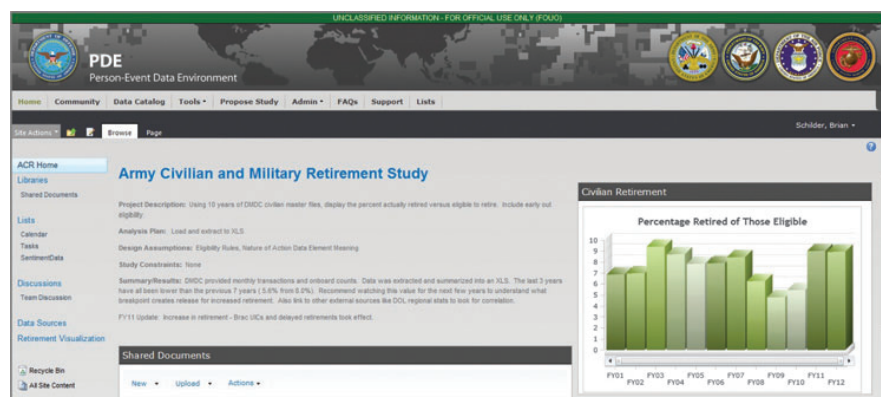 UNCLASSIFIED INFORMATION - FOR OFFICIAL USE ONLY (FOUO)
PDE
Person-Event Data Environment
Home Community Data Catalog Tools Propose Study Admin FAQs Support Lists
Schilder, Brian
Site Actions Browse Page
ACR Home
Libraries
Shared Documents
Lists
Calendar
Tasks
SentimentData
Discussions
Team Discussion
Data Sources
Retirement Visualization
Recycle Bin
All Site Content
Army Civilian and Military Retirement Study
Project Description: Using 10 years of DMDC civilian master files, display the percent actually retired versus eligible to retire. Include early out
eligibility.
Analysis Plan: Load and extract to XLS
Design Assumptions: Eligibility Rules, Nature of Action Data Element Meaning
Study Constraints: None
Summary/Results: DMDC provided monthly transactions and onboard counts. Data was extracted and summarized into an XLS. The last 3 years
have all been lower than the previous 7 years ( 5.6% from 8.0%). Recommend watching this value for the next few years to understand what
breakpoint creates release for increased retirement. Also link to other external sources like DOL regional stats to look for correlation.
FY11 Update: Increase in retirement - Brac UICs and delayed retirements took effect.
Shared Documents
New Upload Actions
Civilian Retirement
Percentage Retired of Those Eligible
10
9
8
7
6
5
4
3
2
1
0
FY01 FY03 FY05 FY07 FY09 FY11
FY02 FY04 FY06 FY08 FY10 FY12